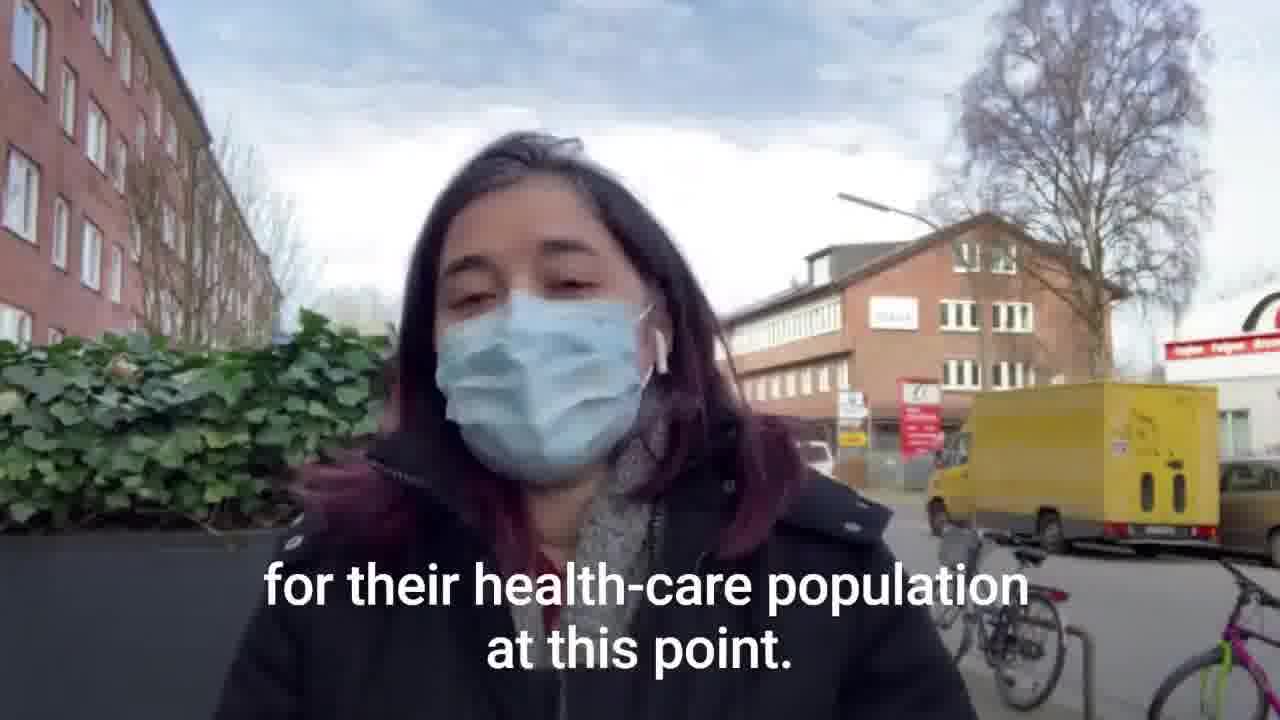 for their health-care population
at this point.